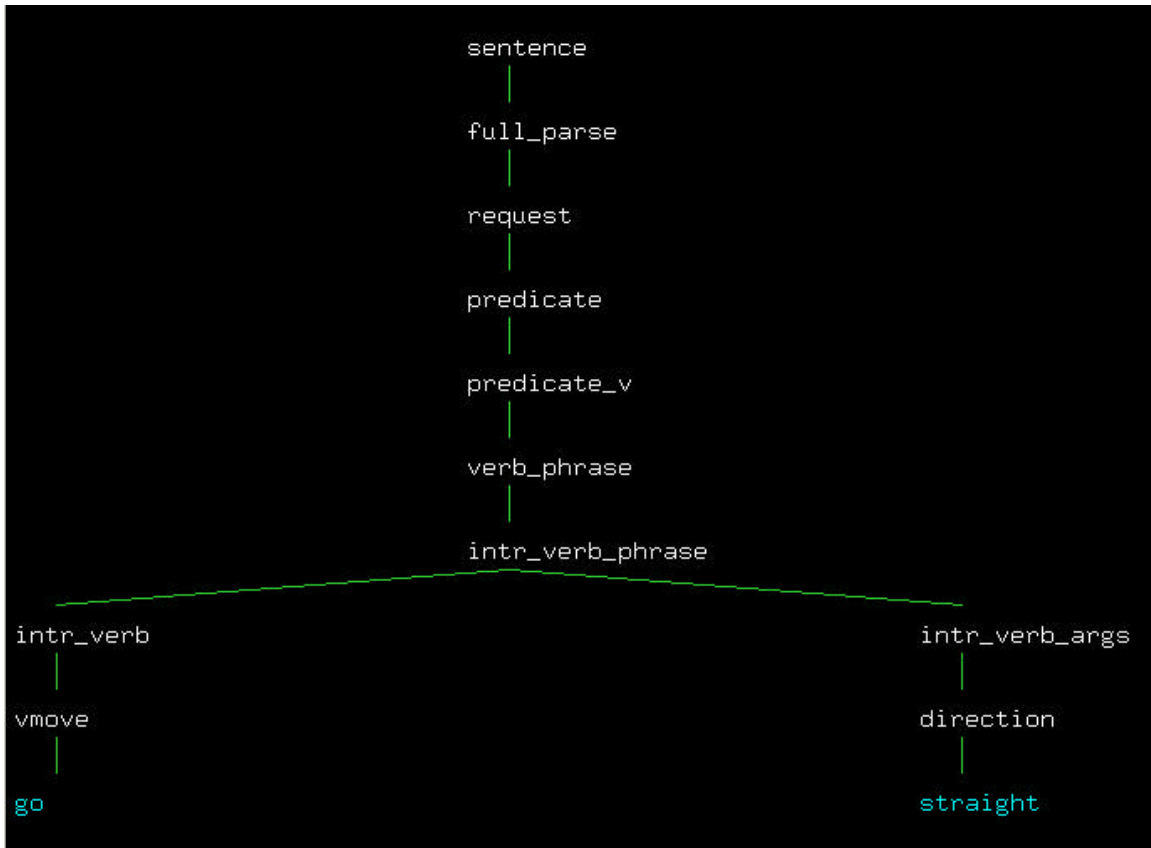 sentence
full_parse
request
predicate
predicate_v
verb_phrase
intr_verb_phrase
intr_verb intr_verb_args
vmove direction
go straight